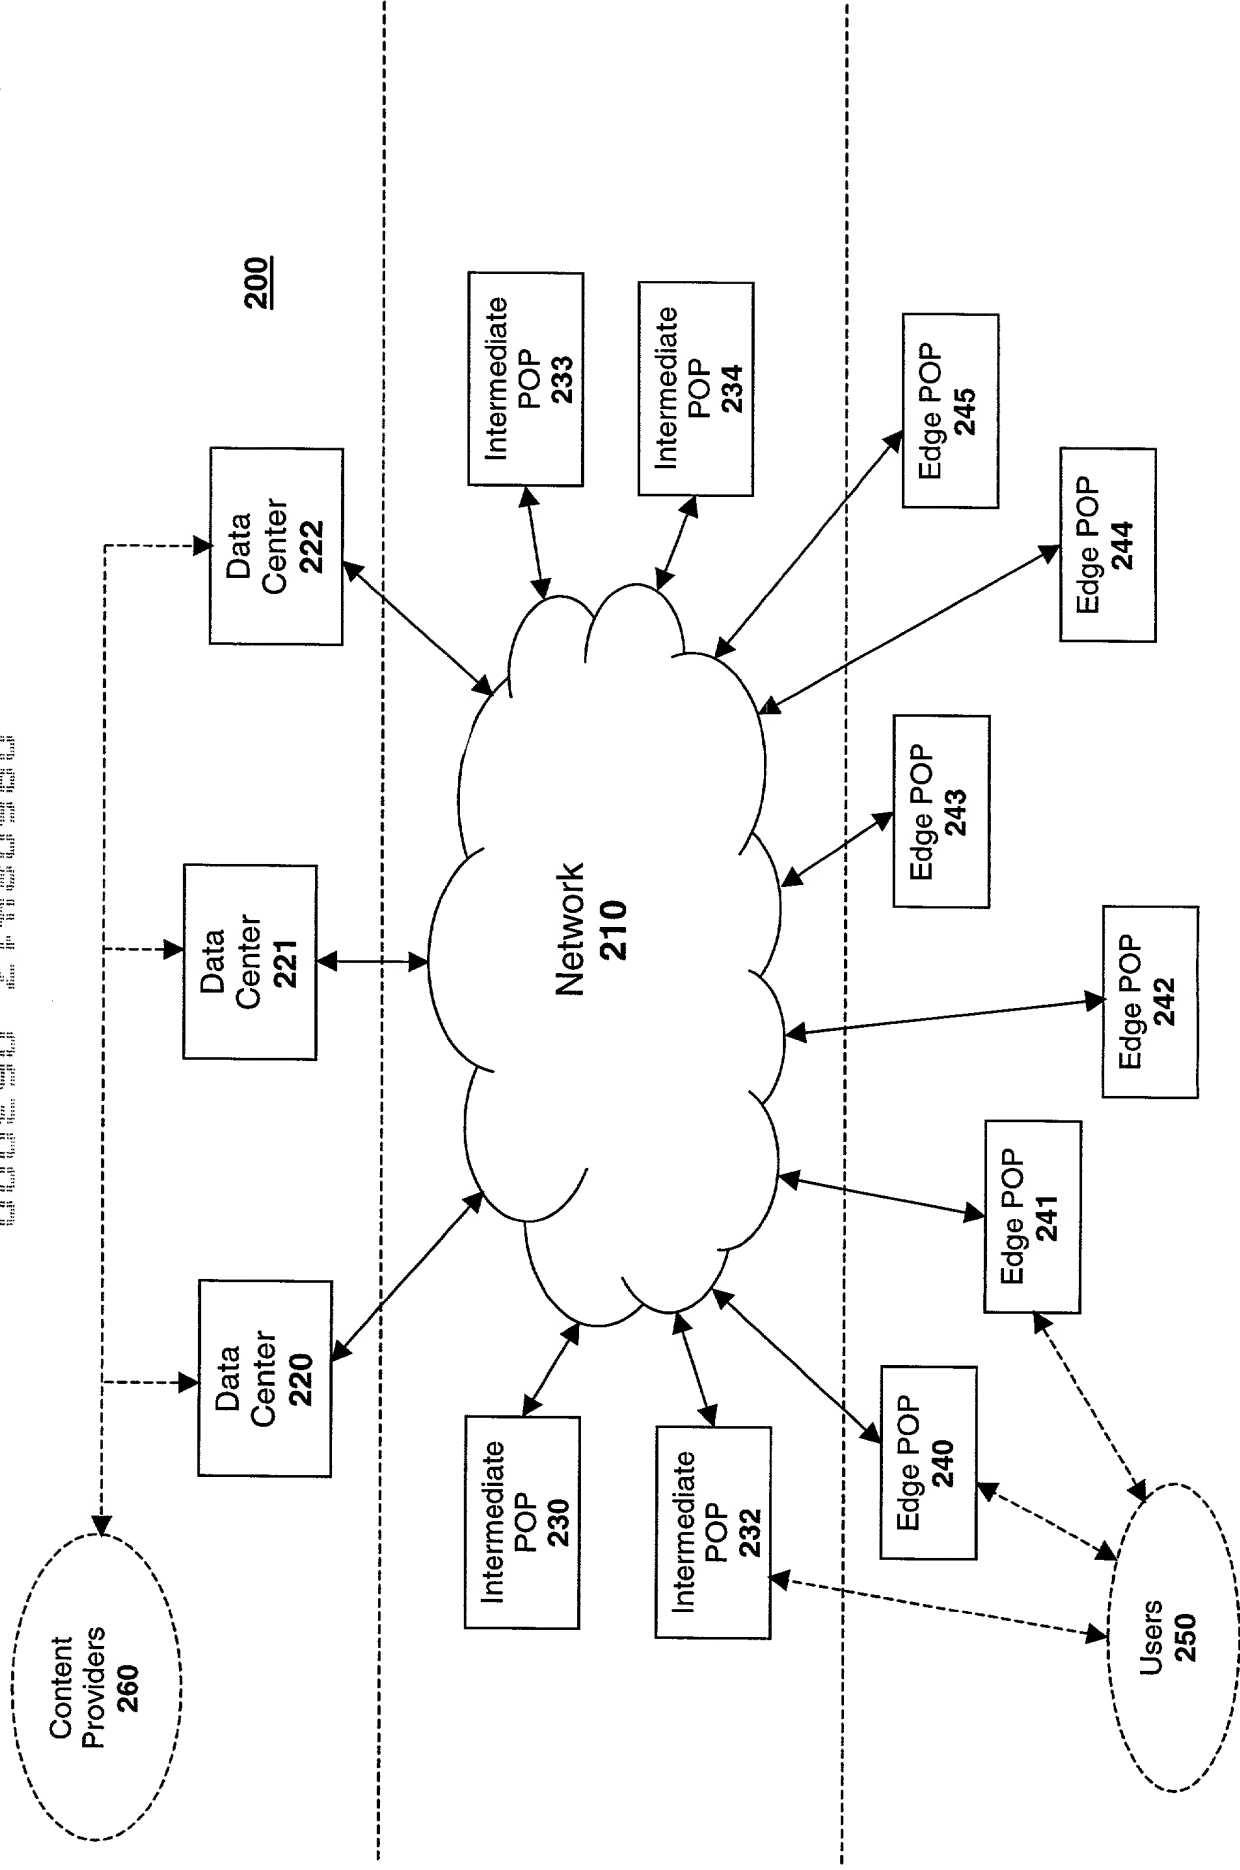 200
Content
Providers
260
Data
Center
220
Data
Center
221
Data
Center
222
Intermediate
POP
230
Intermediate
POP
232
Network
210
Intermediate
POP
233
Intermediate
POP
234
Edge POP
240
Edge POP
241
Edge POP
242
Edge POP
243
Edge POP
244
Edge POP
245
Users
250